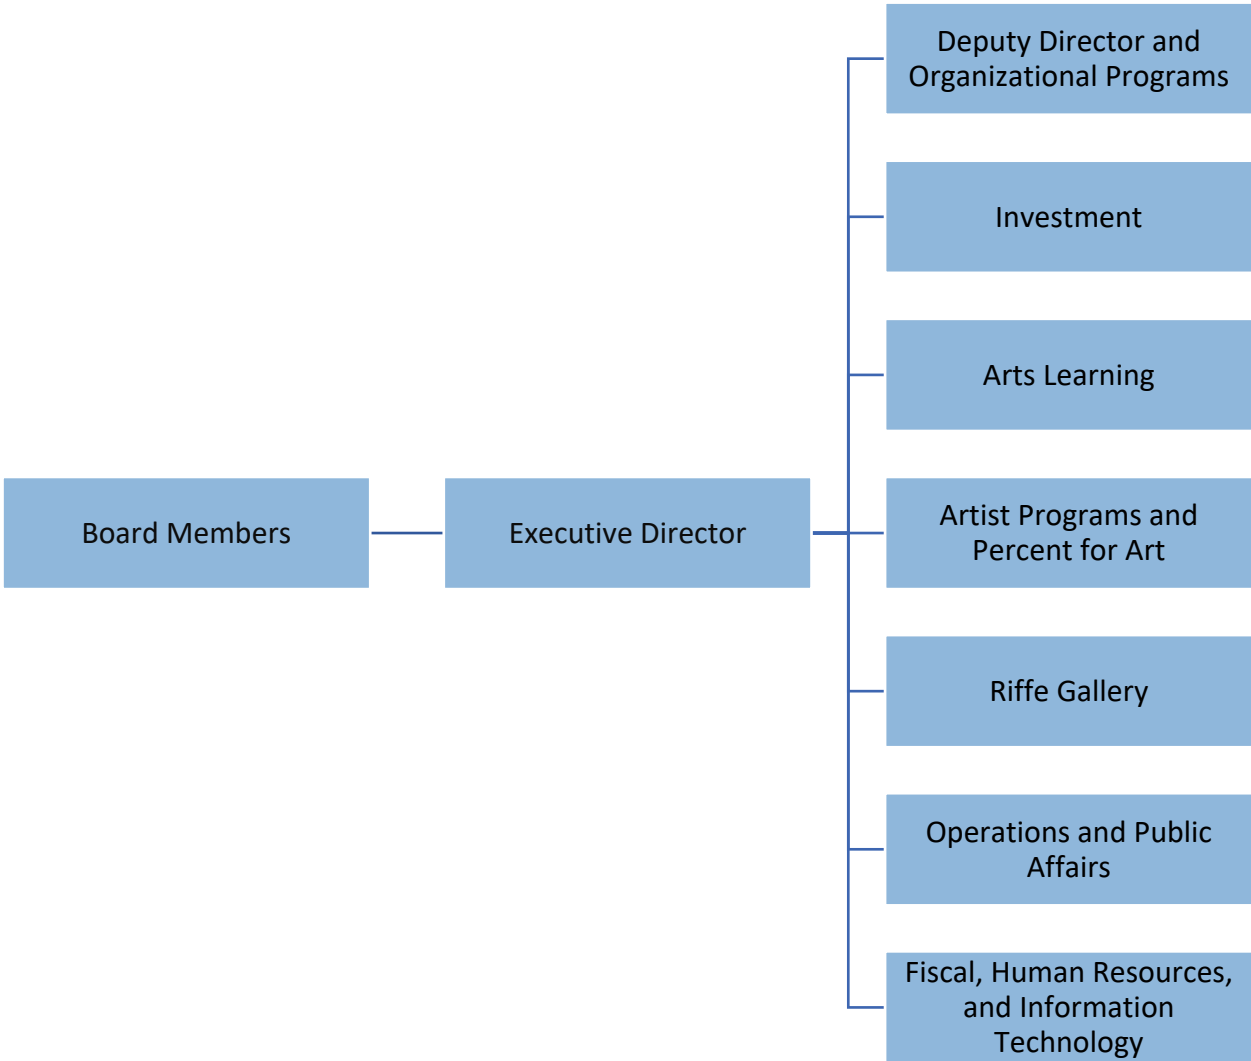 Board Members
Executive Director
Deputy Director and
Organizational Programs
Investment
Arts Learning
Artist Programs and
Percent for Art
Riffe Gallery
Operations and Public
Affairs
Fiscal, Human Resources,
and Information
Technology